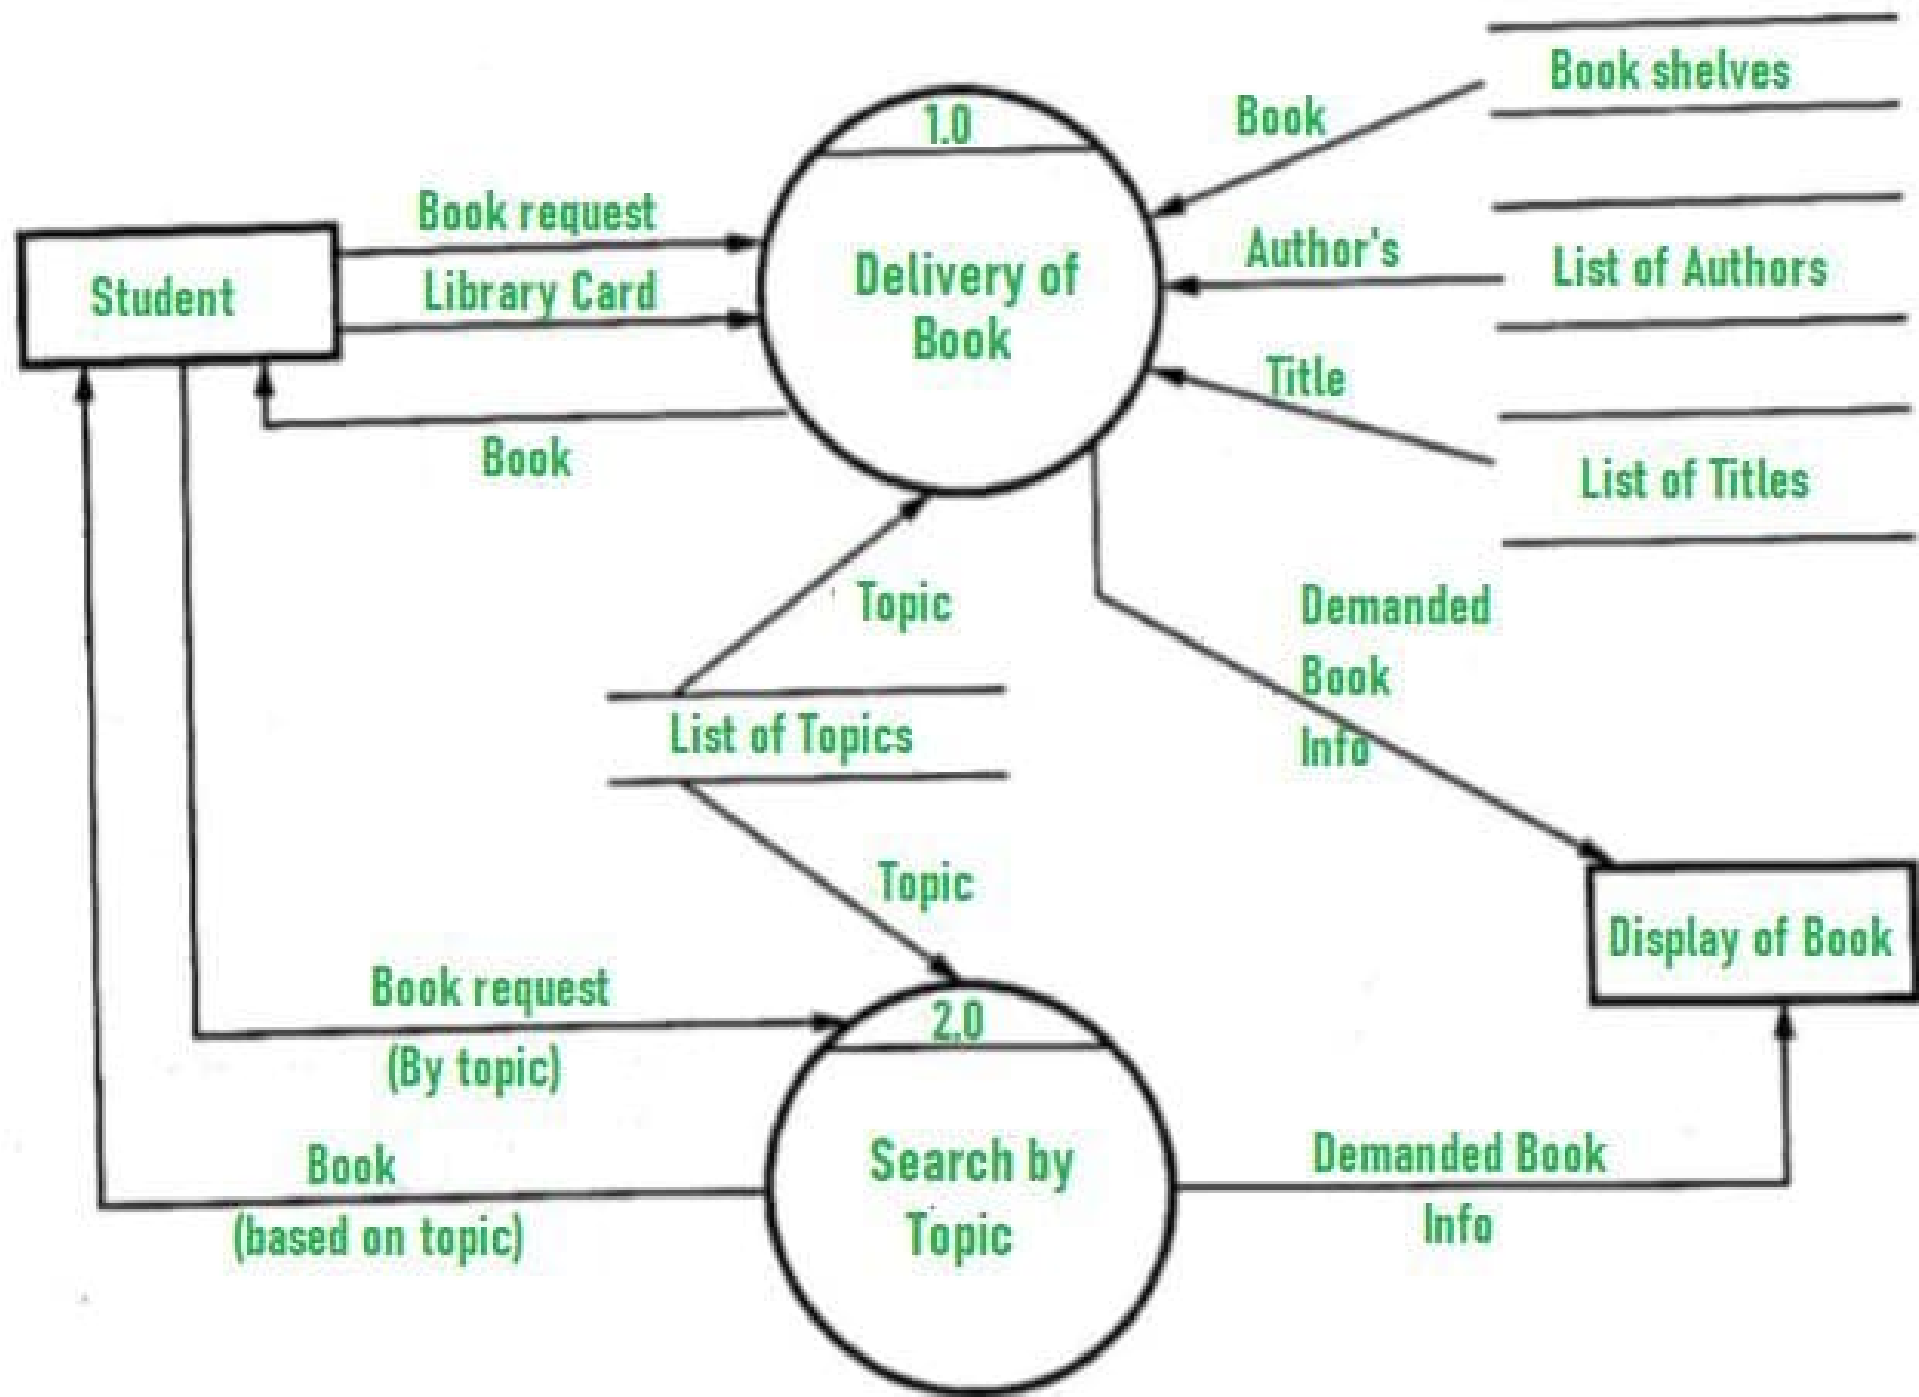 Book shelves
Book
1.0
Book request
Student
Library Card
Delivery of
Book
Author's
List of Authors
Title
List of Titles
Book
Topic
Demanded
Book
Info
List of Topics
Topic
Display of Book
Book request
(By topic)
2.0
Book
(based on topic)
Search by
Topic
Demanded Book
Info